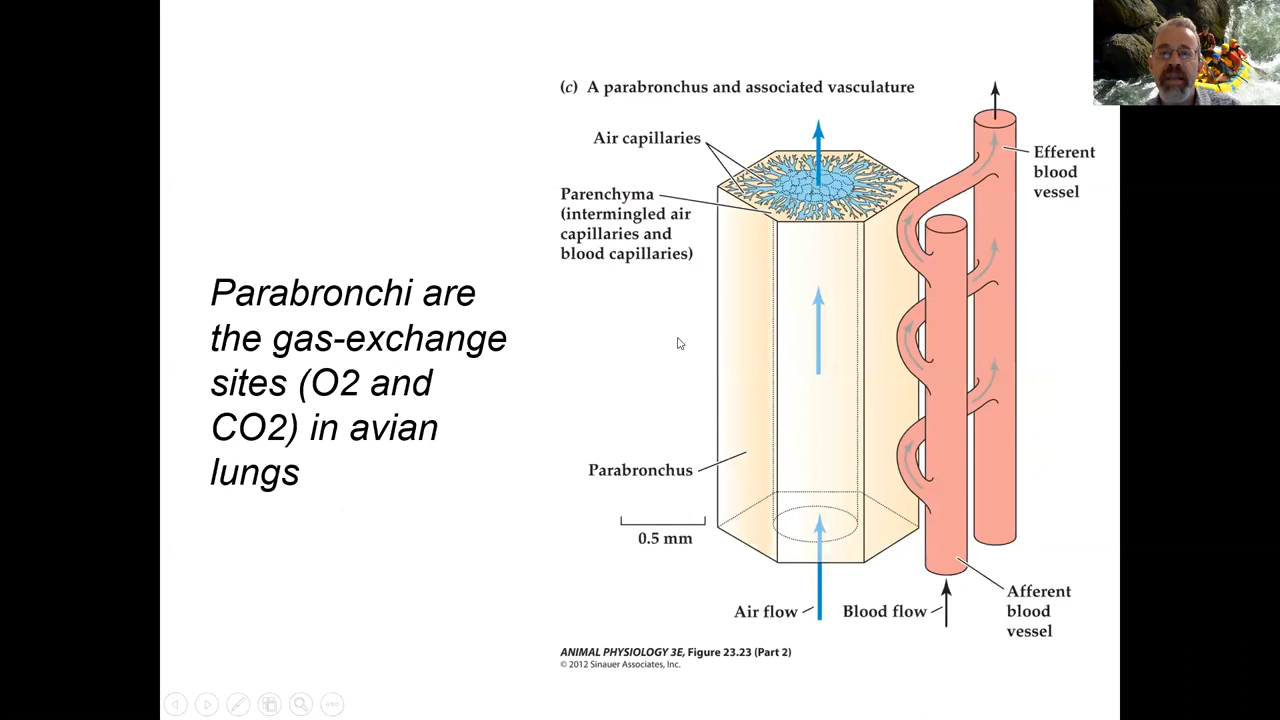 (c) A parabronchus and associated vasculature
Air capillaries
Parenchyma
(intermingled air
capillaries and
blood capillaries)
Efferent
blood
vessel
Parabronchi are
the gas-exchange
sites (O2 and
CO2) in avian
lungs
Parabronchus
0.5 mm
Air flow
Blood flow
Afferent
blood
vessel
ANIMAL PHYSIOLOGY 3E, Figure 23.23 (Part 2)
© 2012 Sinauer Associates, Inc.